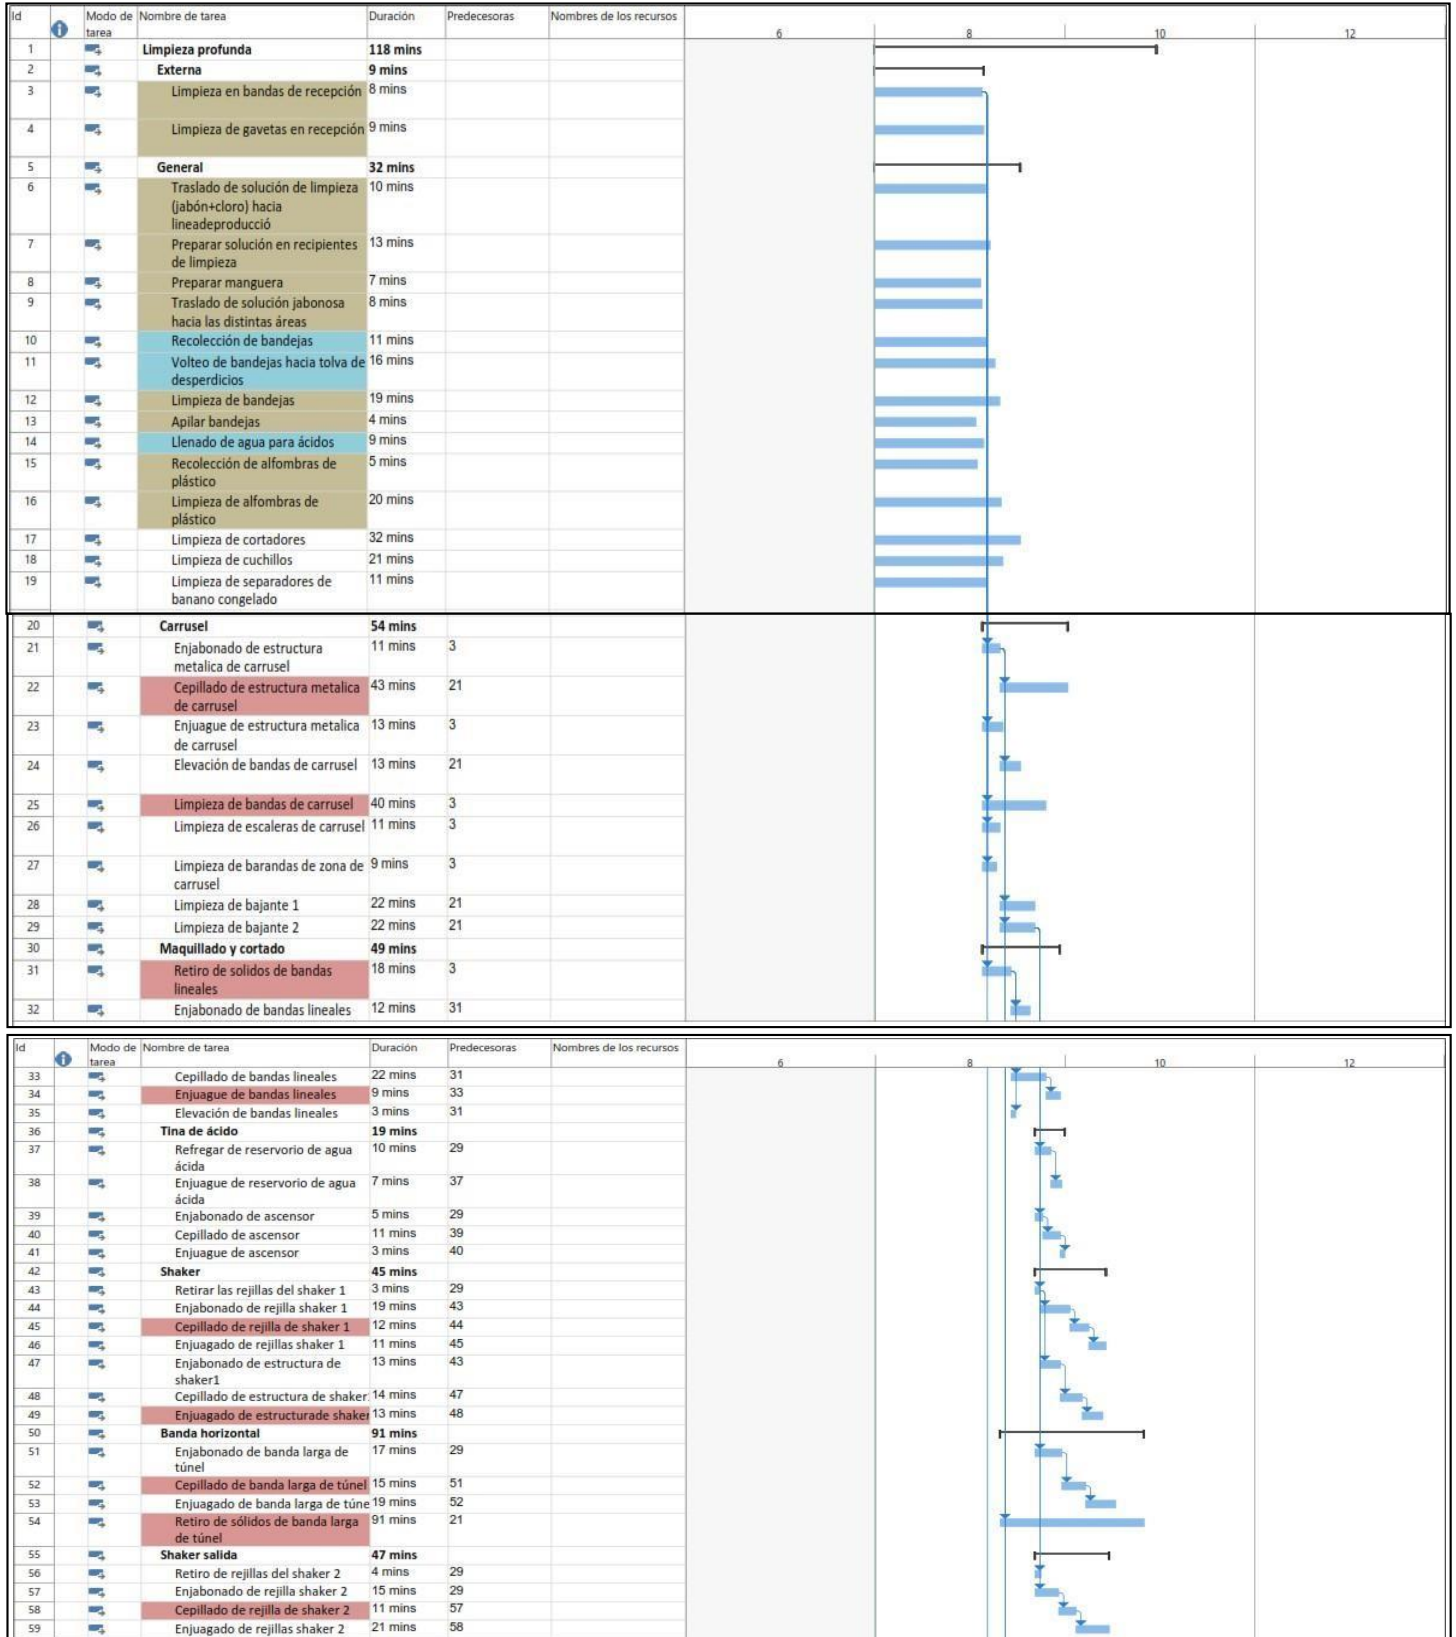 Id Modo de tarea Nombre de tarea Duración Predecesoras Nombres de los recursos 6 8 10 12
1 Limpieza profunda 118 mins
2 Externa 9 mins
3 Limpieza en bandas de recepción 8 mins
4 Limpieza de gavetas en recepción 9 mins
5 General 32 mins
6 Traslado de solución de limpieza 10 mins
(jabón+cloro) hacia
lineadeproducció
7 Preparar solución en recipientes 13 mins
de limpieza
8 Preparar manguera 7 mins
9 Traslado de solución jabonosa 8 mins
hacia las distintas áreas
10 Recolección de bandejas 11 mins
11 Volteo de bandejas hacia tolva de 16 mins
desperdicios
12 Limpieza de bandejas 19 mins
13 Apilar bandejas 4 mins
14 Llenado de agua para ácidos 9 mins
15 Recolección de alfombras de 5 mins
plástico
16 Limpieza de alfombras de 20 mins
plástico
17 Limpieza de cortadores 32 mins
18 Limpieza de cuchillos 21 mins
19 Limpieza de separadores de 11 mins
banano congelado
20 Carrusel 54 mins
21 Enjabonado de estructura 11 mins 3
metalica de carrusel
22 Cepillado de estructura metalica 43 mins 21
de carrusel
23 Enjuague de estructura metalica 13 mins 3
de carrusel
24 Elevación de bandas de carrusel 13 mins 21
25 Limpieza de bandas de carrusel 40 mins 3
26 Limpieza de escaleras de carrusel 11 mins 3
27 Limpieza de barandas de zona de 9 mins 3
carrusel
28 Limpieza de bajante 1 22 mins 21
29 Limpieza de bajante 2 22 mins 21
30 Maquillado y cortado 49 mins
31 Retiro de solidos de bandas 18 mins 3
lineales
32 Enjabonado de bandas lineales 12 mins 31
Id Modo de tarea Nombre de tarea Duración Predecesoras Nombres de los recursos 6 8 10 12
33 Cepillado de bandas lineales 22 mins 31
34 Enjuague de bandas lineales 9 mins 33
35 Elevación de bandas lineales 3 mins 31
36 Tina de ácido 19 mins
37 Refregar de reservorio de agua 10 mins 29
ácida
38 Enjuague de reservorio de agua 7 mins 37
ácida
39 Enjabonado de ascensor 5 mins 29
40 Cepillado de ascensor 11 mins 39
41 Enjuague de ascensor 3 mins 40
42 Shaker 45 mins
43 Retirar las rejillas del shaker 1 3 mins 29
44 Enjabonado de rejilla shaker 1 19 mins 43
45 Cepillado de rejilla de shaker 1 12 mins 44
46 Enjuagado de rejillas shaker 1 11 mins 45
47 Enjabonado de estructura de 13 mins 43
shaker1
48 Cepillado de estructura de shaker 14 mins 47
49 Enjuagado de estructurade shaker 13 mins 48
50 Banda horizontal 91 mins
51 Enjabonado de banda larga de 17 mins 29
túnel
52 Cepillado de banda larga de túnel 15 mins 51
53 Enjuagado de banda larga de túne 19 mins 52
54 Retiro de sólidos de banda larga 91 mins 21
de túnel
55 Shaker salida 47 mins
56 Retiro de rejillas del shaker 2 4 mins 29
57 Enjabonado de rejilla shaker 2 15 mins 29
58 Cepillado de rejilla de shaker 2 11 mins 57
59 Enjuagado de rejillas shaker 2 21 mins 58